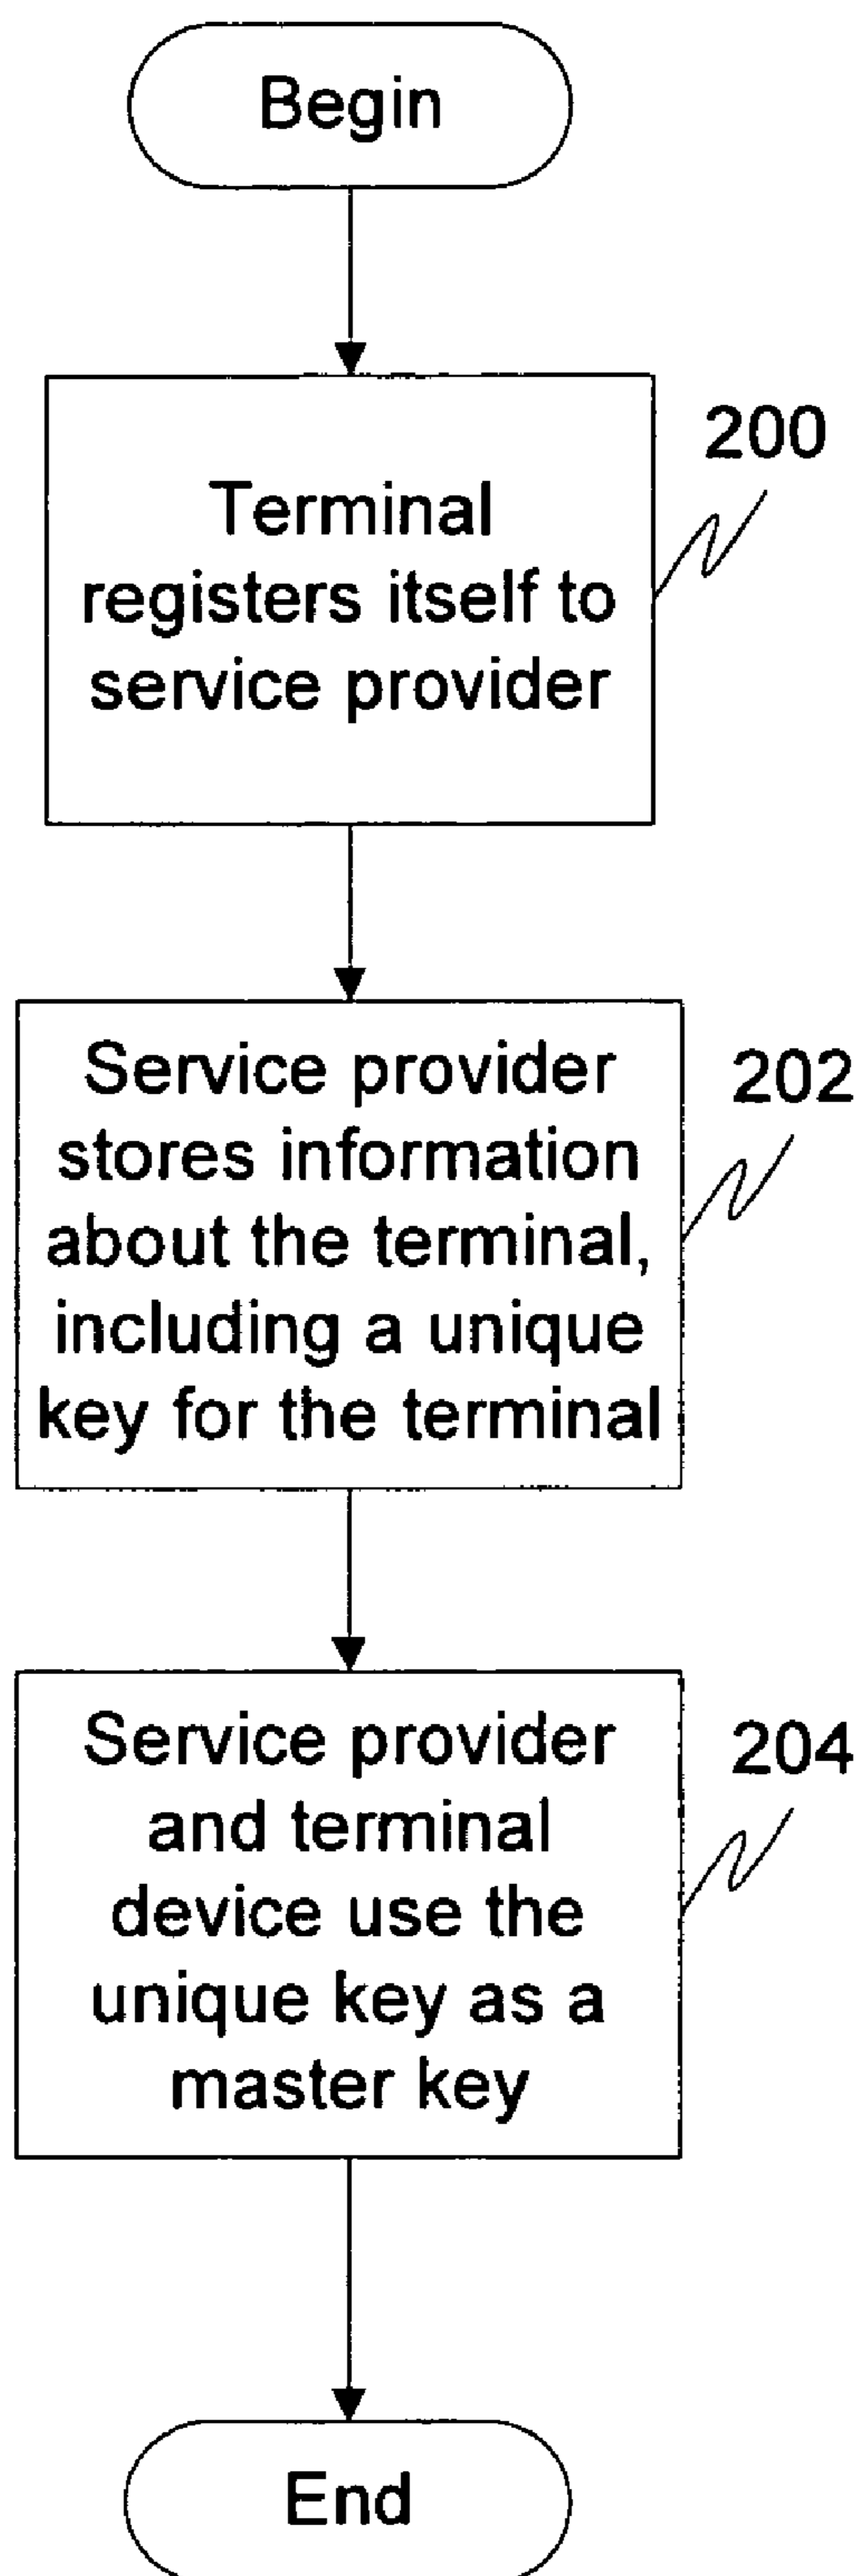 Begin
200
Terminal
registers itself to
service provider
202
Service provider
stores information
about the terminal,
including a unique
key for the terminal
204
Service provider
and terminal
device use the
unique key as a
master key
End